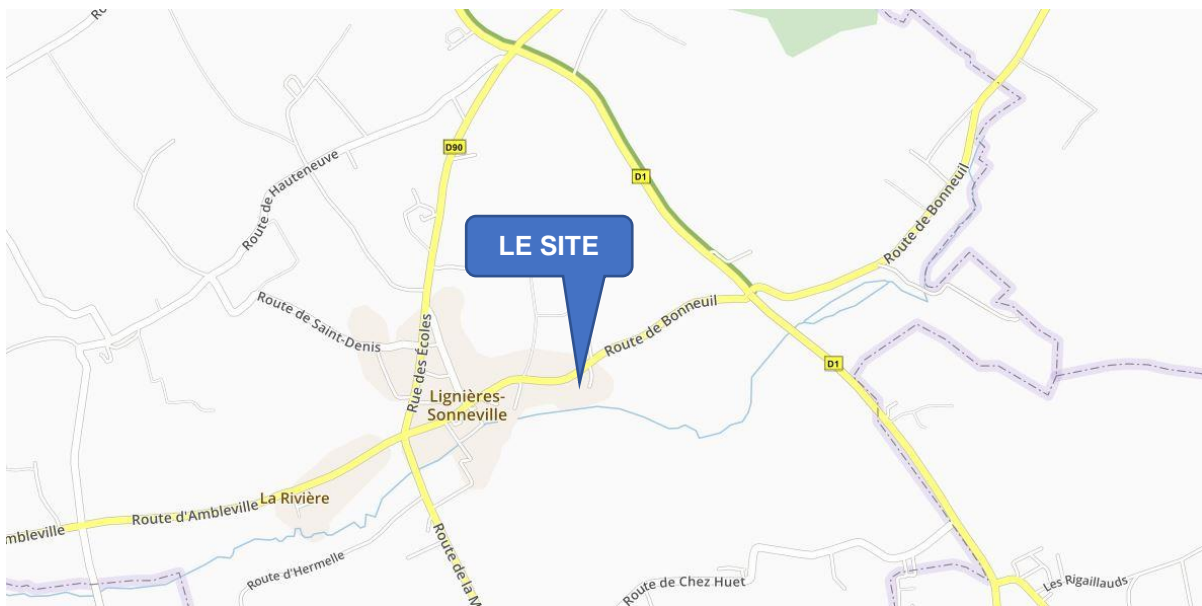 Ro
D90
Route de Hauteneuve
D1
Route de Bonneuil
LE SITE
Route de Saint-Denis
Rue des Écoles
Route de Bonneuil
D1
Lignières-
Sonneville
La Rivière
Route d'Ambleville
mbleville
Route d'Hermelle
Route de la M
Route de Chez Huet
Les Rigaillauds